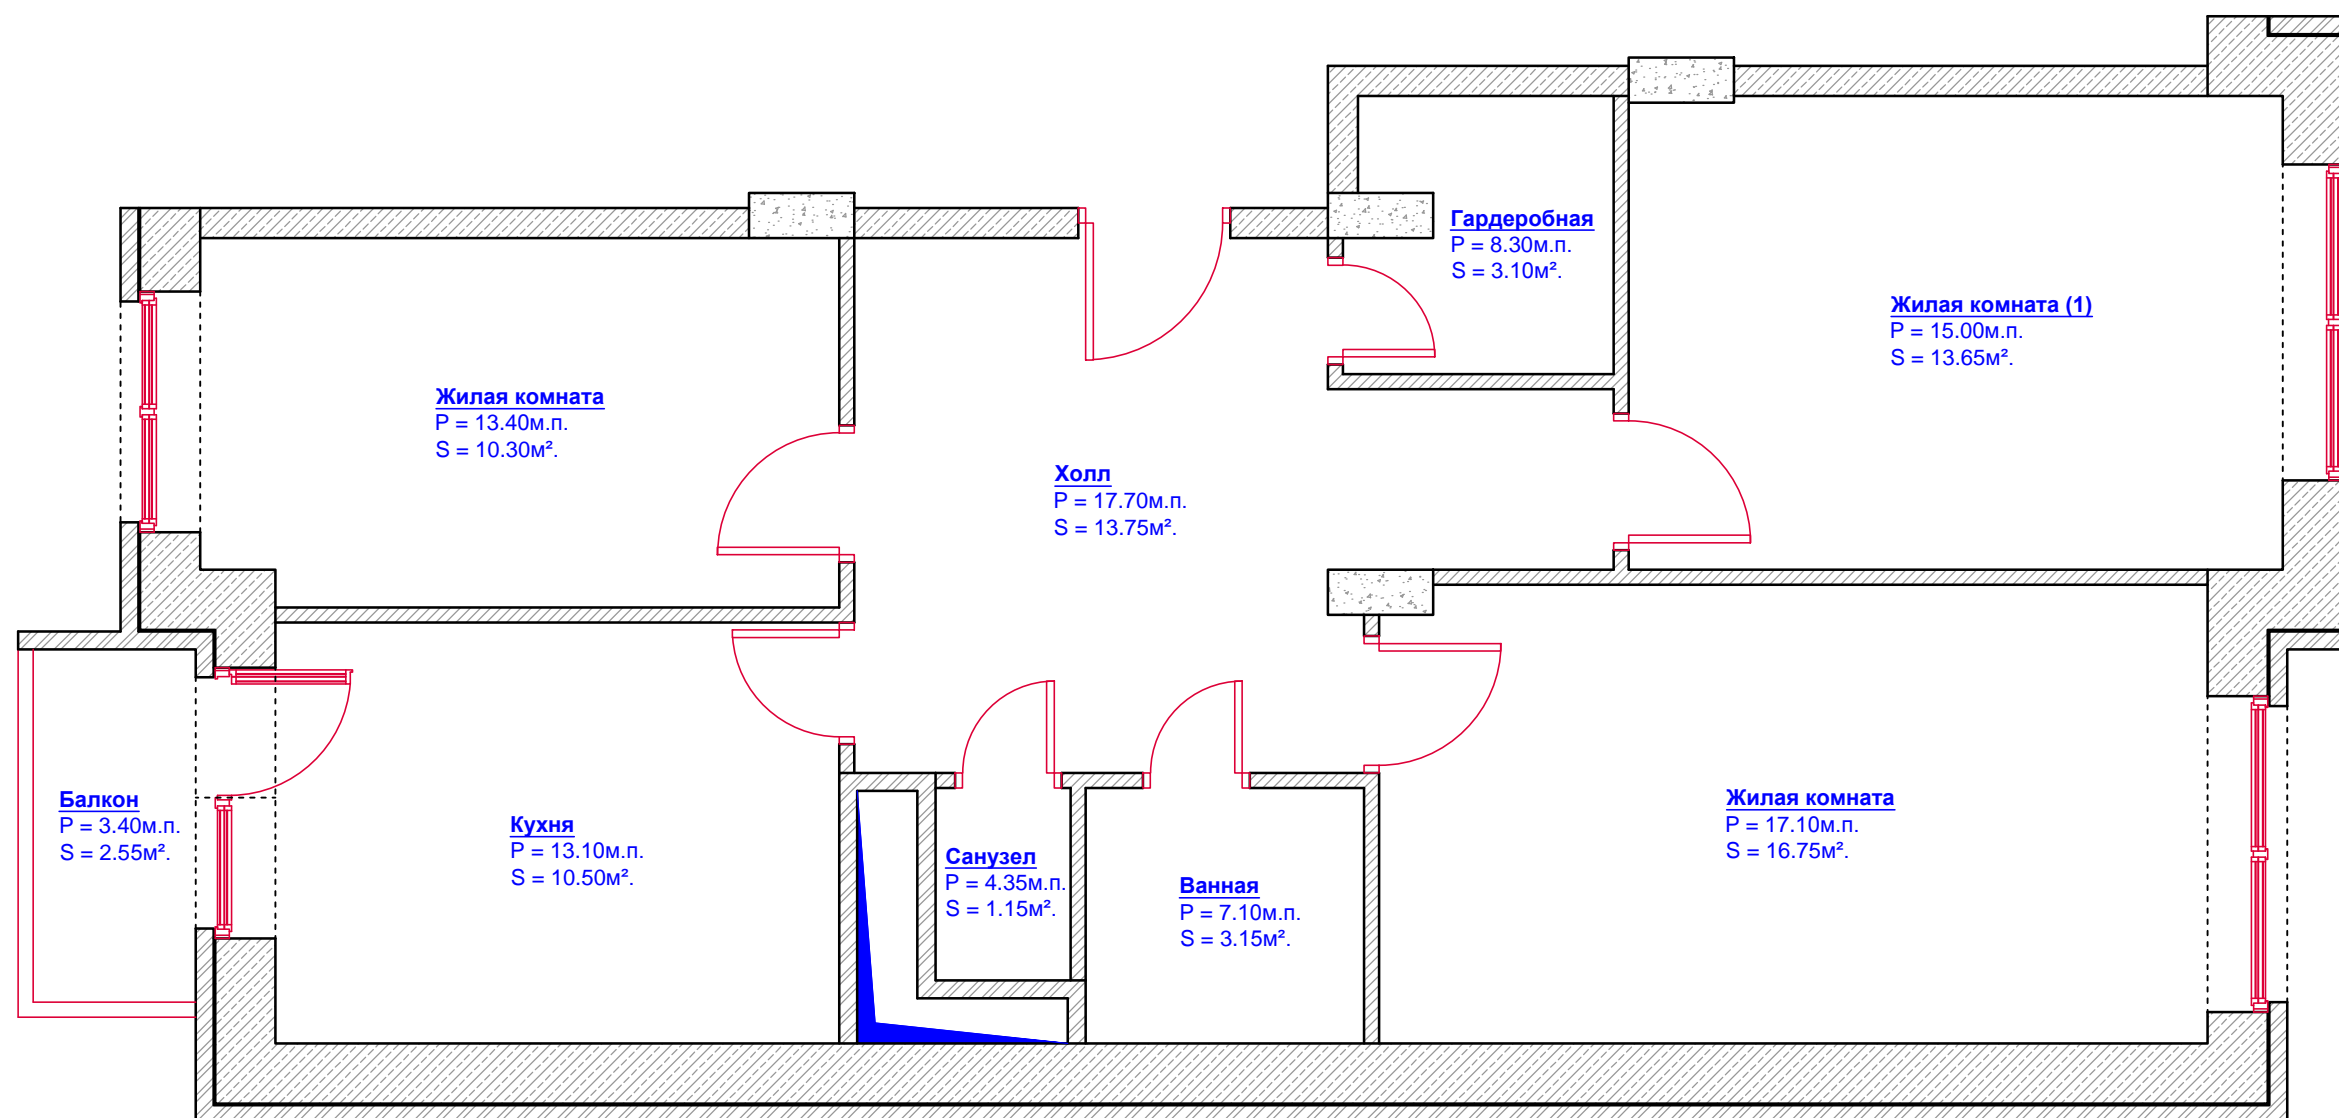 Гардеробная
P = 8.30м.п.
S = 3.10м².
Жилая комната (1)
P = 15.00м.п.
S = 13.65м².
Жилая комната
P = 13.40м.п.
S = 10.30м².
Холл
P = 17.70м.п.
S = 13.75м².
Балкон
P = 3.40м.п.
S = 2.55м².
Кухня
P = 13.10м.п.
S = 10.50м².
Санузел
P = 4.35м.п.
S = 1.15м².
Ванная
P = 7.10м.п.
S = 3.15м².
Жилая комната
P = 17.10м.п.
S = 16.75м².